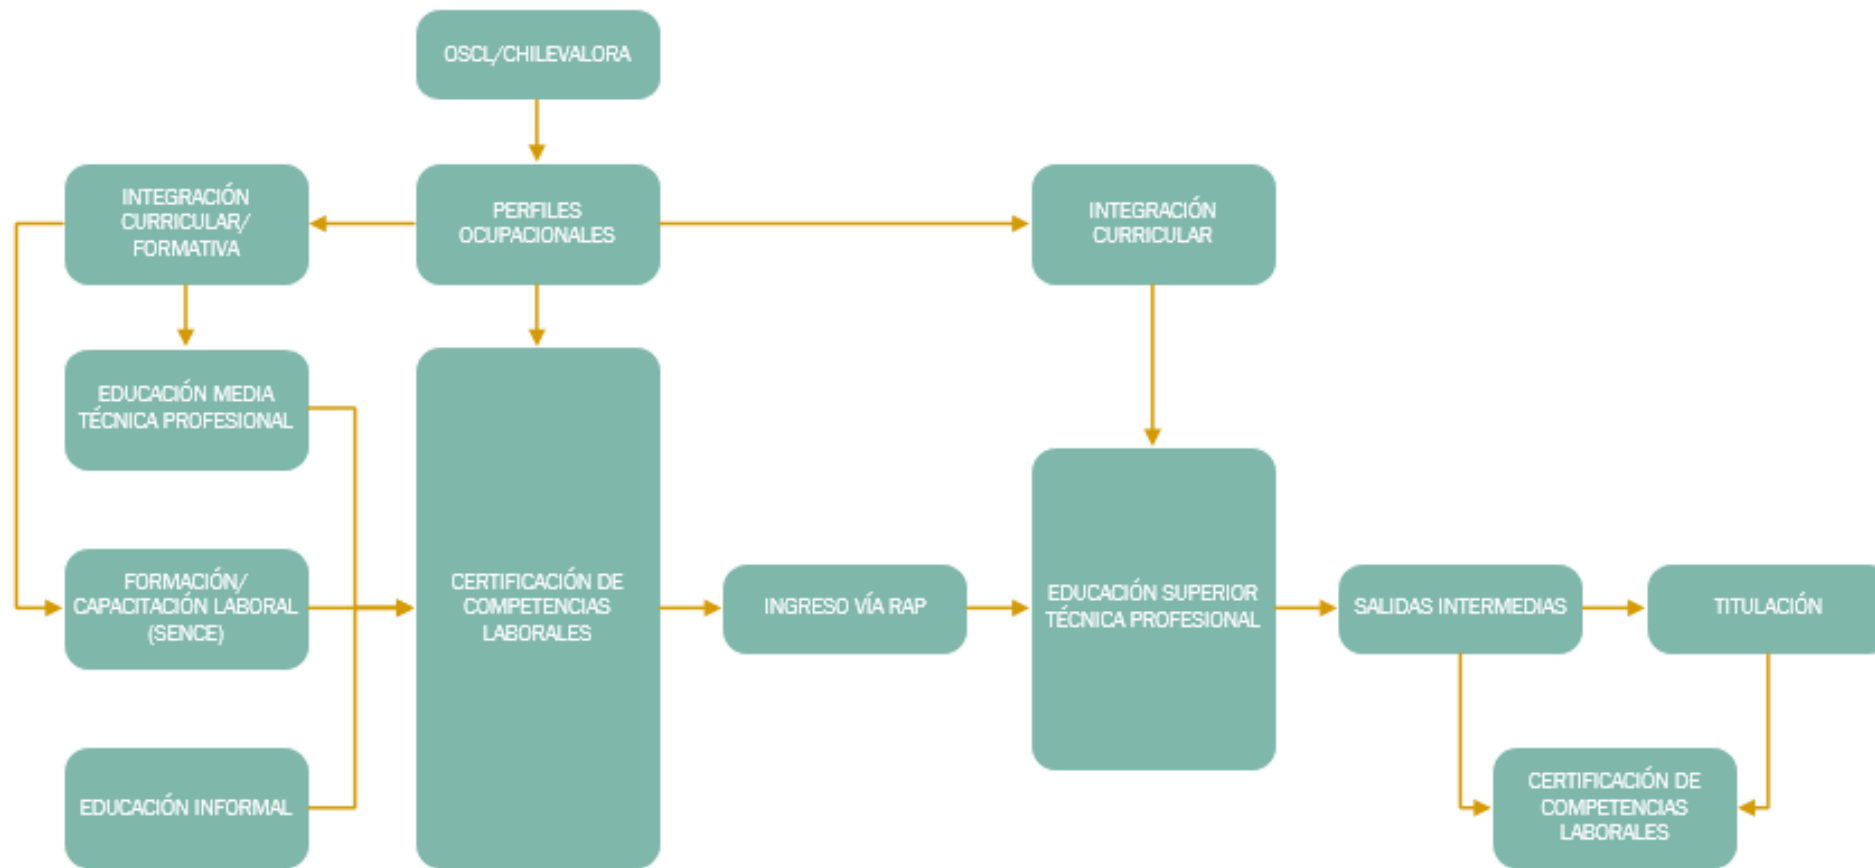 OSCL/CHILEVALORA
INTEGRACIÓN
CURRICULAR/
FORMATIVA
PERFILES
OCUPACIONALES
INTEGRACIÓN
CURRICULAR
EDUCACIÓN MEDIA
TÉCNICA PROFESIONAL
FORMACIÓN/
CAPACITACIÓN LABORAL
(SENCE)
CERTIFICACIÓN DE
COMPETENCIAS
LABORALES
INGRESO VÍA RAP
EDUCACIÓN SUPERIOR
TÉCNICA PROFESIONAL
SALIDAS INTERMEDIAS
TITULACIÓN
EDUCACIÓN INFORMAL
CERTIFICACIÓN DE
COMPETENCIAS
LABORALES